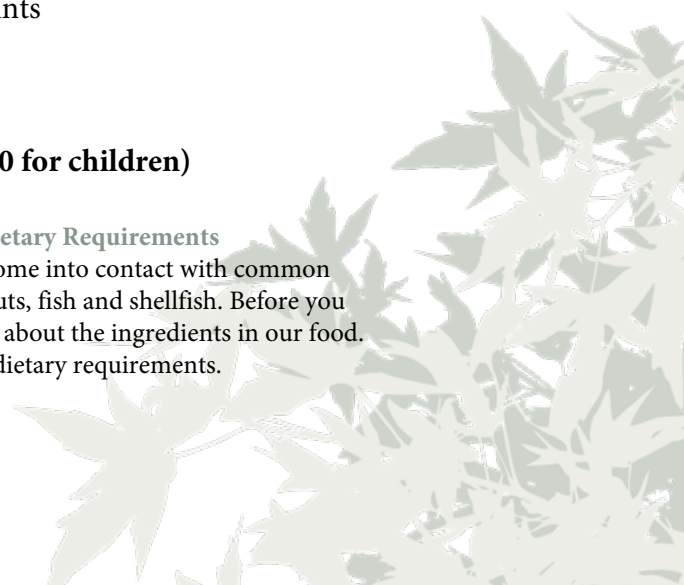 nts
0 for children)
etary Requirements
ome into contact with common
uts, fish and shellfish. Before you
about the ingredients in our food.
dietary requirements.